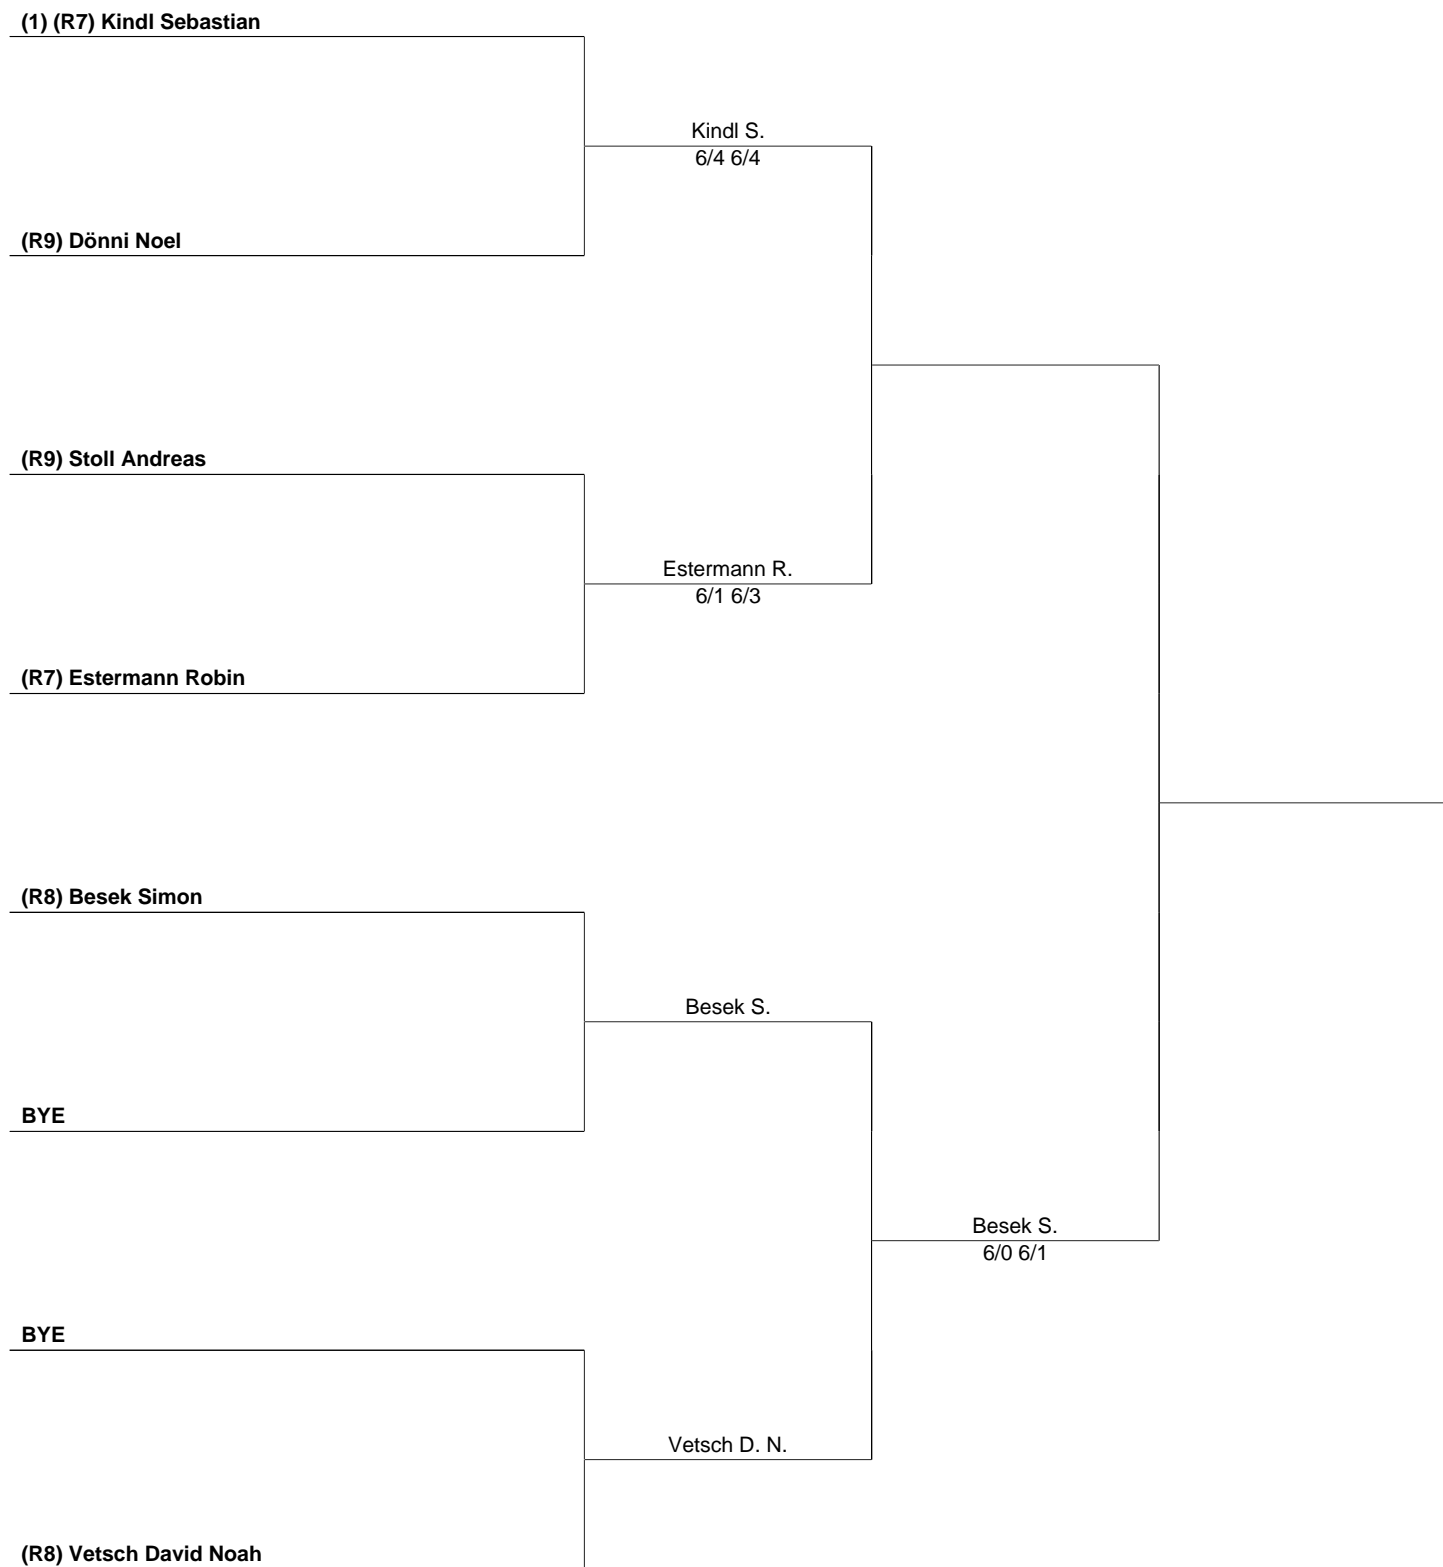 (1) (R7) Kindl Sebastian
Kindl S.
6/4 6/4
(R9) Dönni Noel
(R9) Stoll Andreas
Estermann R.
6/1 6/3
(R7) Estermann Robin
(R8) Besek Simon
Besek S.
BYE
Besek S.
6/0 6/1
BYE
Vetsch D. N.
(R8) Vetsch David Noah